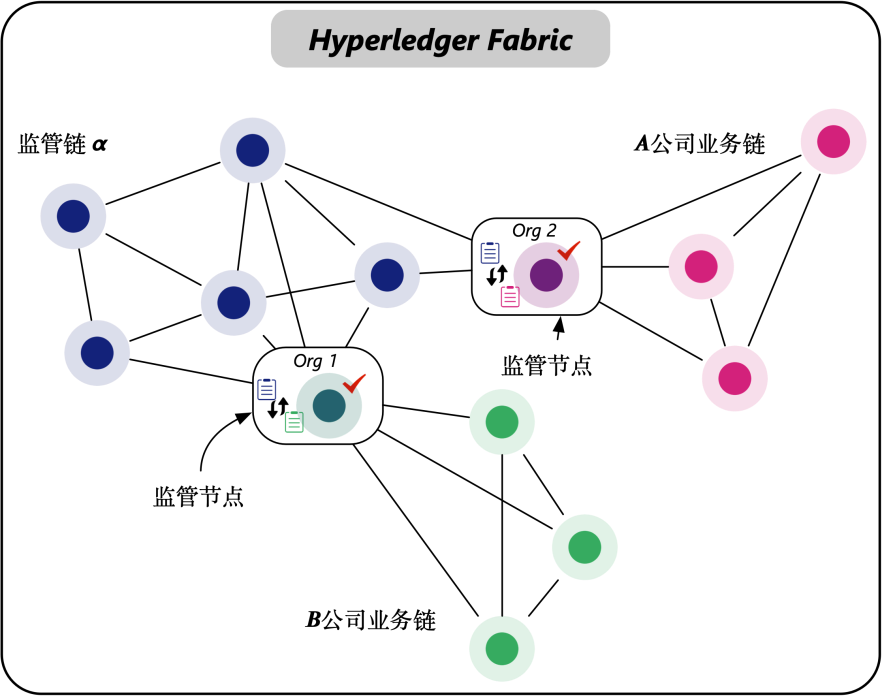 Hyperledger Fabric
监管链 α
A公司业务链
Org 2
监管节点
Org 1
监管节点
B公司业务链